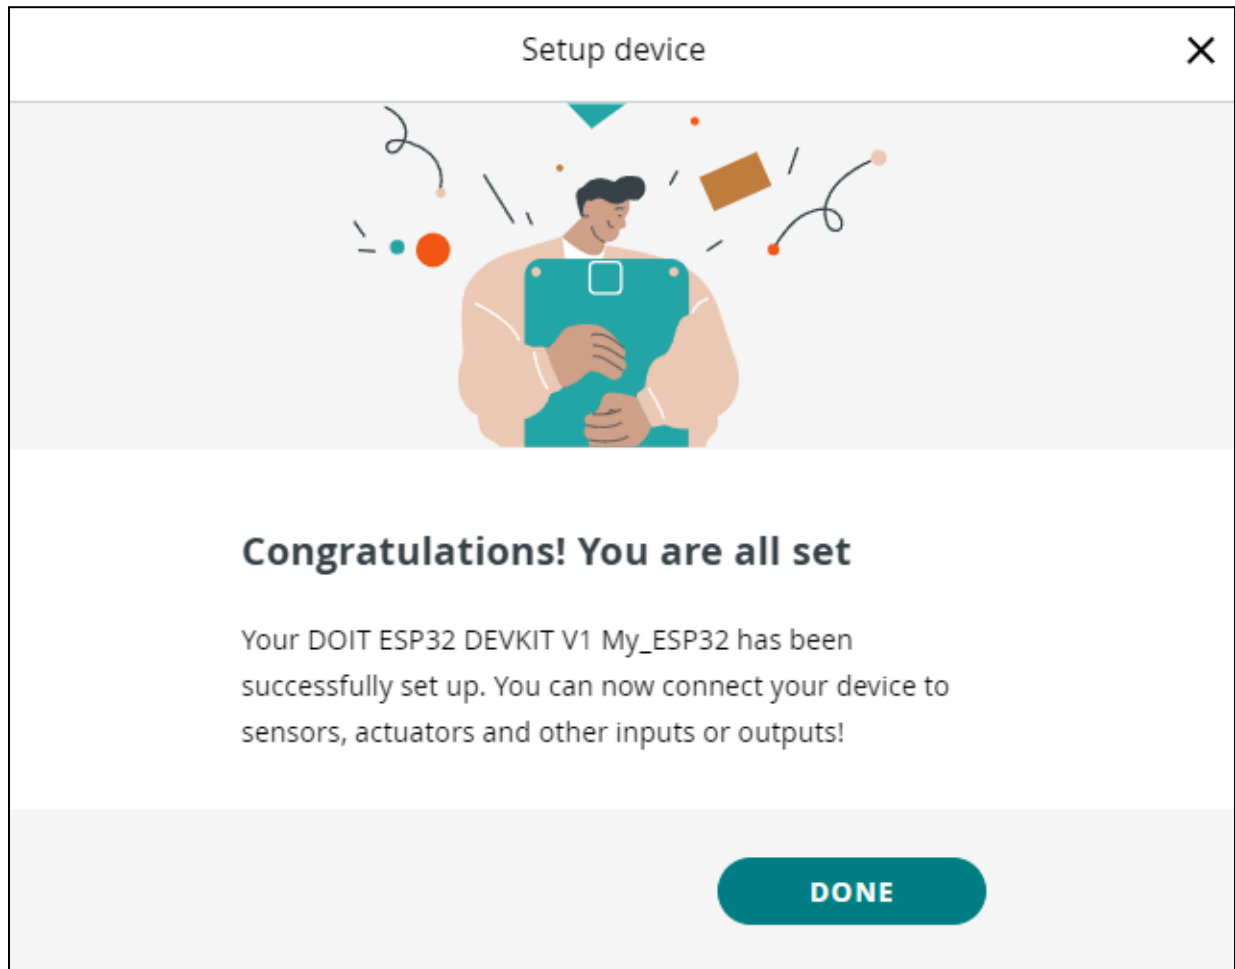 Setup device
Congratulations! You are all set
Your DOIT ESP32 DEVKIT V1 My_ESP32 has been
successfully set up. You can now connect your device to
sensors, actuators and other inputs or outputs!
DONE